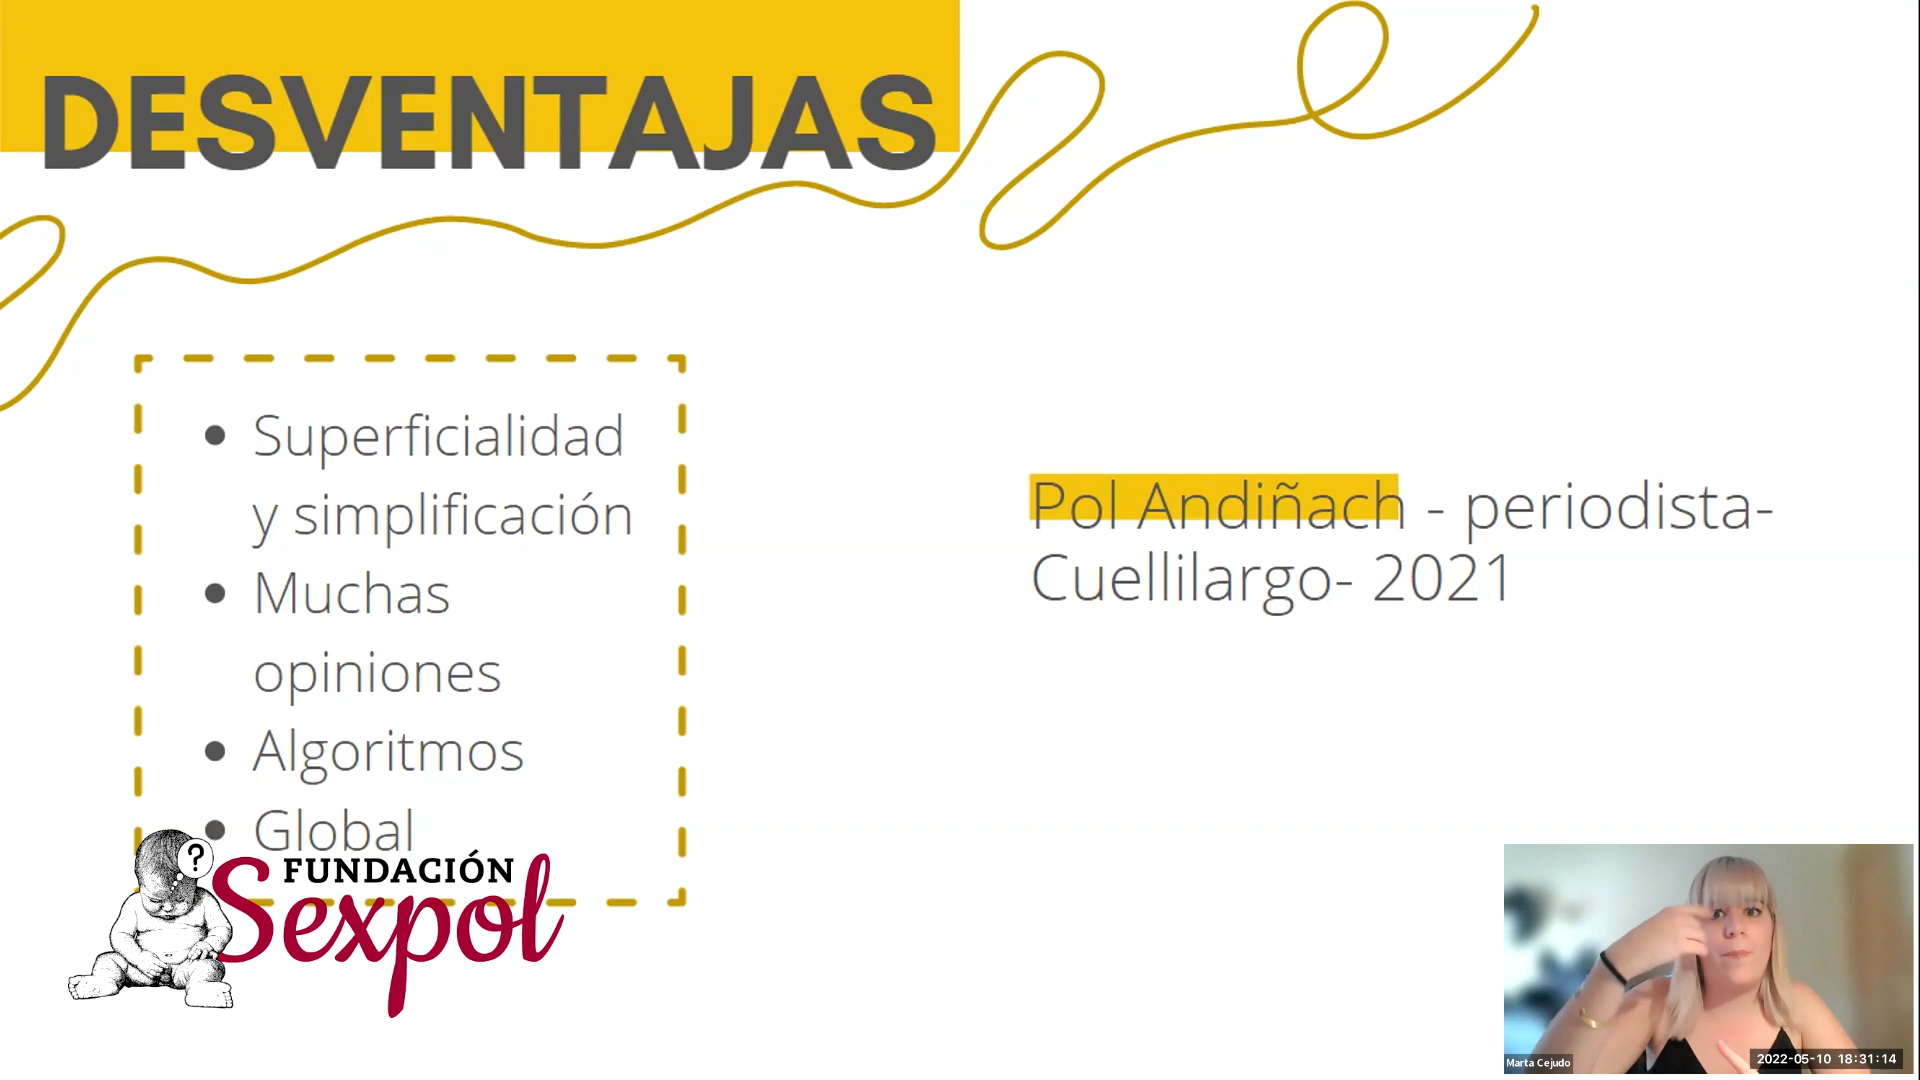 DESVENTAJAS
Superficialidad
y simplificación
Muchas
opiniones
Algoritmos
Global
Pol Andiñach - periodista-
Cuellilargo- 2021
?
FUNDACIÓN
Sexpol
Marta Cejudo
2022-05-10 18:31:14